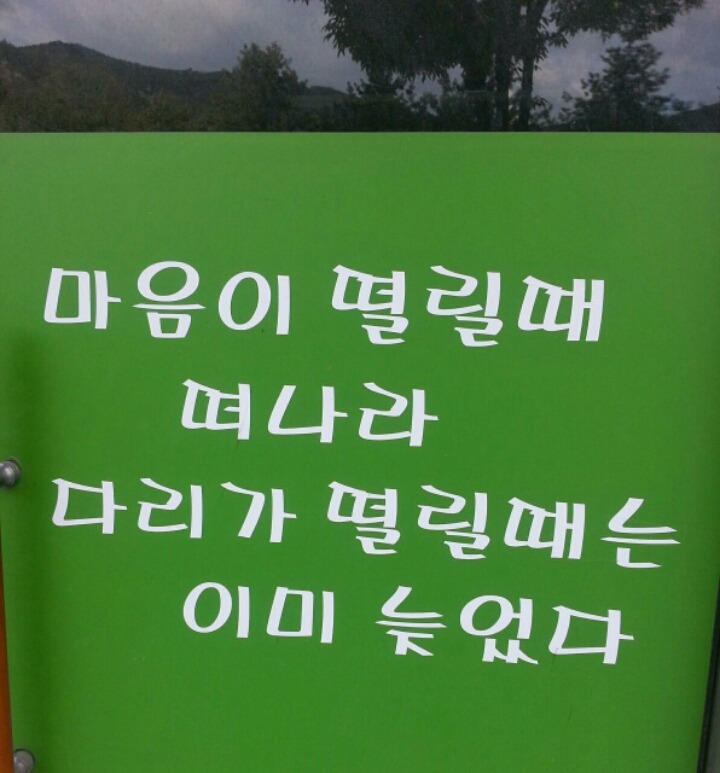 마음이 떨릴때
떠나라
다리가 떨릴때는
이미 늦었다